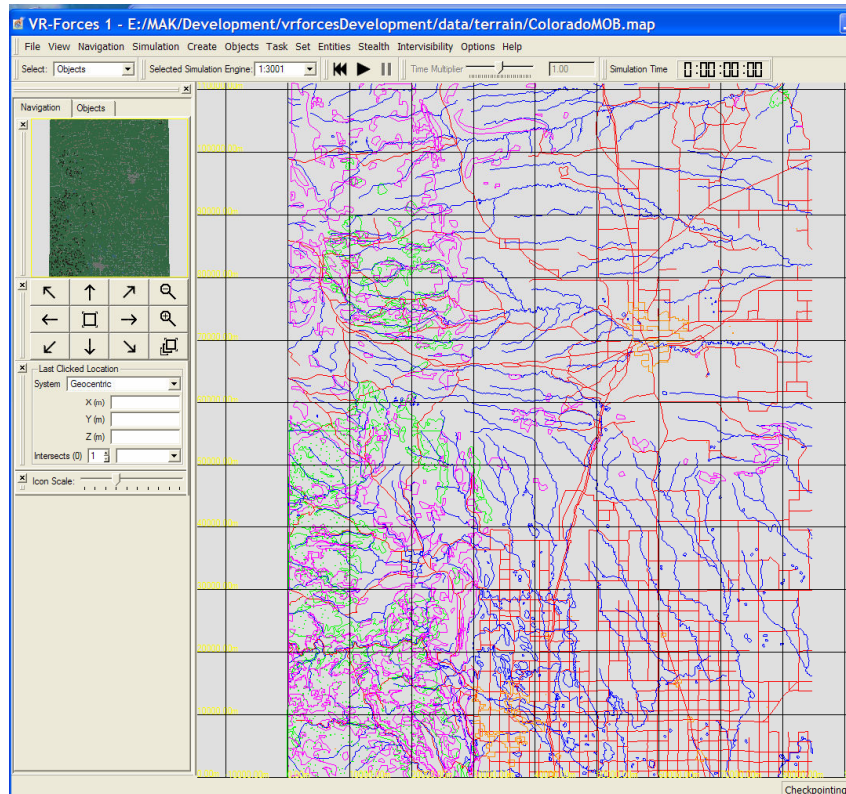 VR-Forces 1 - E:/MAK/Development/vrforcesDevelopment/data/terrain/ColoradoMOB.map
File View Navigation Simulation Create Objects Task Set Entities Stealth Intervisibility Options Help
Select: Objects Selected Simulation Engine: 1:3001 Time Multiplier 1.00 Simulation Time 0:00:00:00
Navigation Objects
Last Clicked Location
System Geocentric
X (m)
Y (m)
Z (m)
Intersects (0) 1
Icon Scale:
Checkpointing